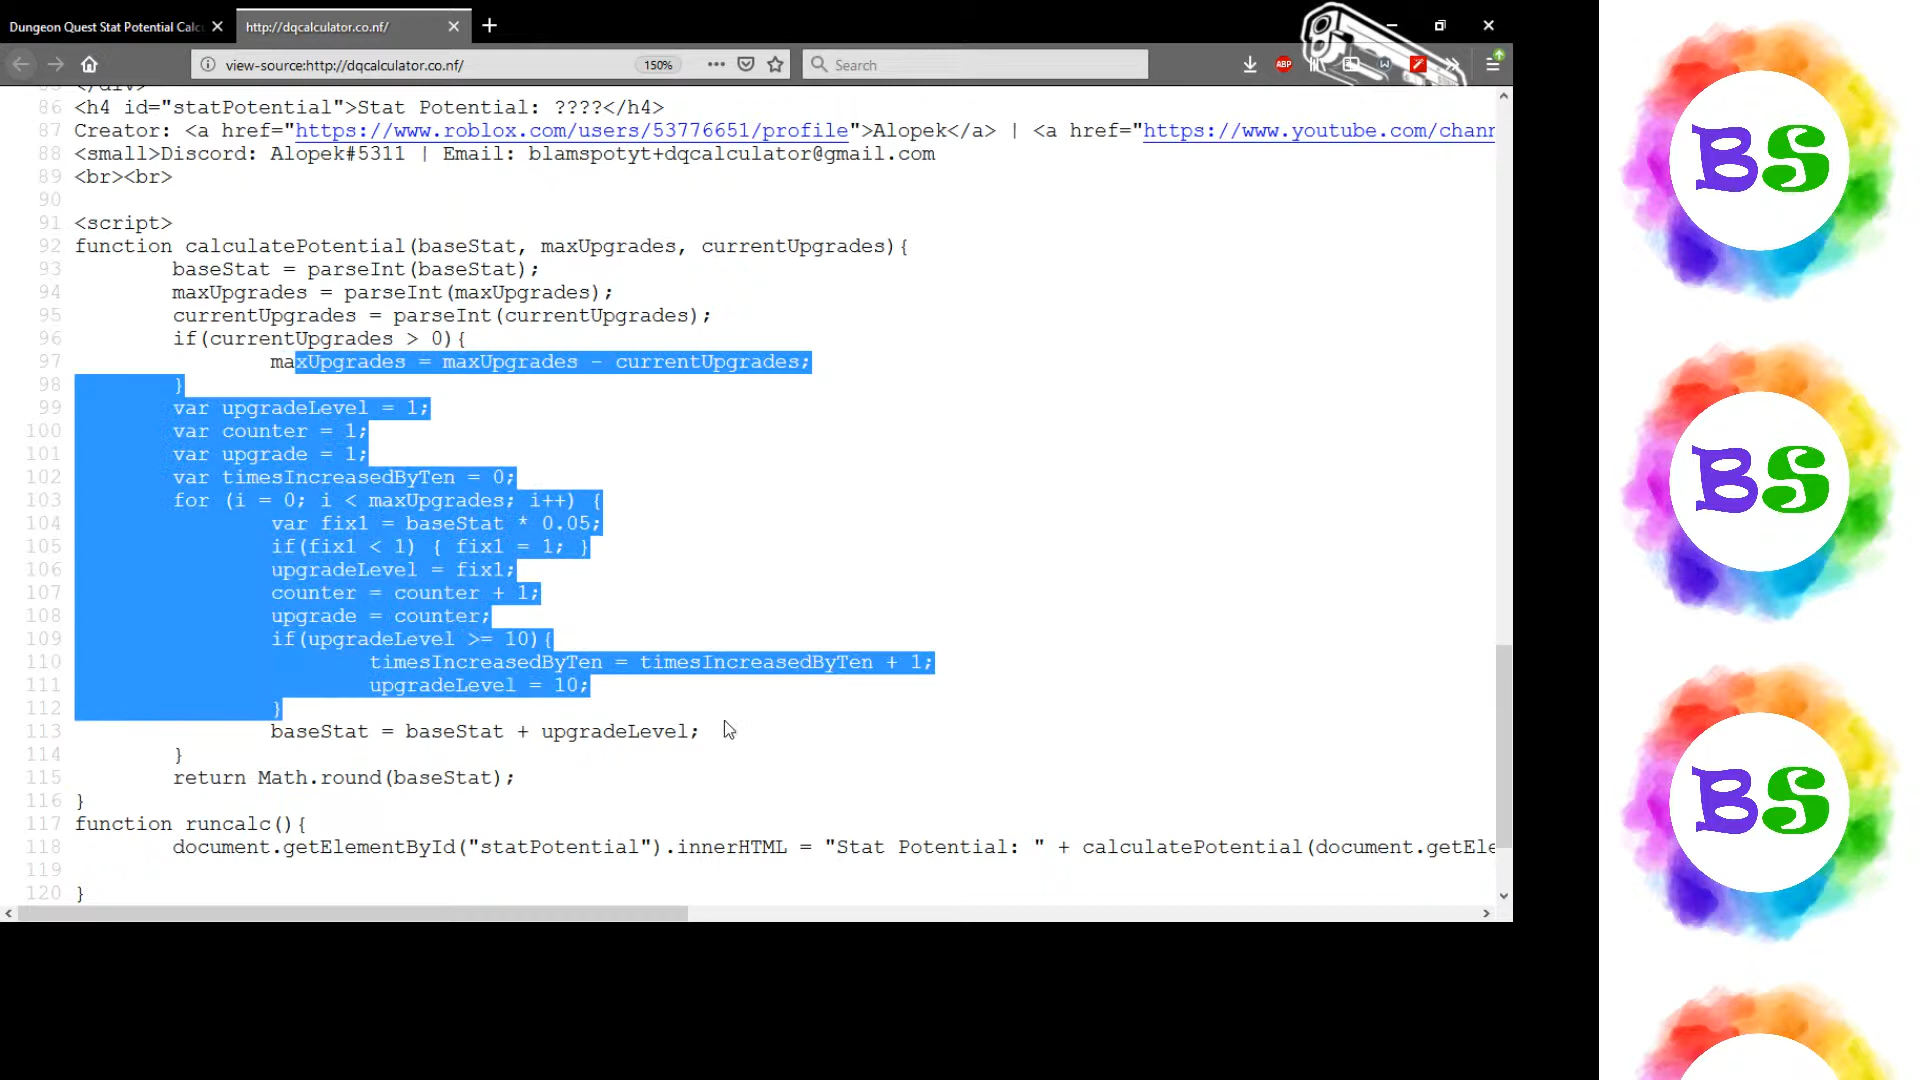 Dungeon Quest Stat Potential Calc
http://dqcalculator.co.nf/
view-source:http://dqcalculator.co.nf/
150%
Search
ABP
86 <h4 id="statPotential">Stat Potential: ????</h4>
87 Creator: <a href="https://www.roblox.com/users/53776651/profile">Alopek</a> | <a href="https://www.youtube.com/chann
88 <small>Discord: Alopek#5311 | Email: blamspotyt+dqcalculator@gmail.com
89 <br><br>
90
91 <script>
92 function calculatePotential(baseStat, maxUpgrades, currentUpgrades){
93 baseStat = parseInt(baseStat);
94 maxUpgrades = parseInt(maxUpgrades);
95 currentUpgrades = parseInt(currentUpgrades);
96 if(currentUpgrades > 0){
97 maxUpgrades = maxUpgrades - currentUpgrades;
98 }
99 var upgradeLevel = 1;
100 var counter = 1;
101 var upgrade = 1;
102 var timesIncreasedByTen = 0;
103 for (i = 0; i < maxUpgrades; i++) {
104 var fix1 = baseStat * 0.05;
105 if(fix1 < 1) { fix1 = 1; }
106 upgradeLevel = fix1;
107 counter = counter + 1;
108 upgrade = counter;
109 if(upgradeLevel >= 10){
110 timesIncreasedByTen = timesIncreasedByTen + 1;
111 upgradeLevel = 10;
112 }
113 baseStat = baseStat + upgradeLevel;
114 }
115 return Math.round(baseStat);
116 }
117 function runcalc(){
118 document.getElementById("statPotential").innerHTML = "Stat Potential: " + calculatePotential(document.getEle
119
120 }
BS
BS
BS